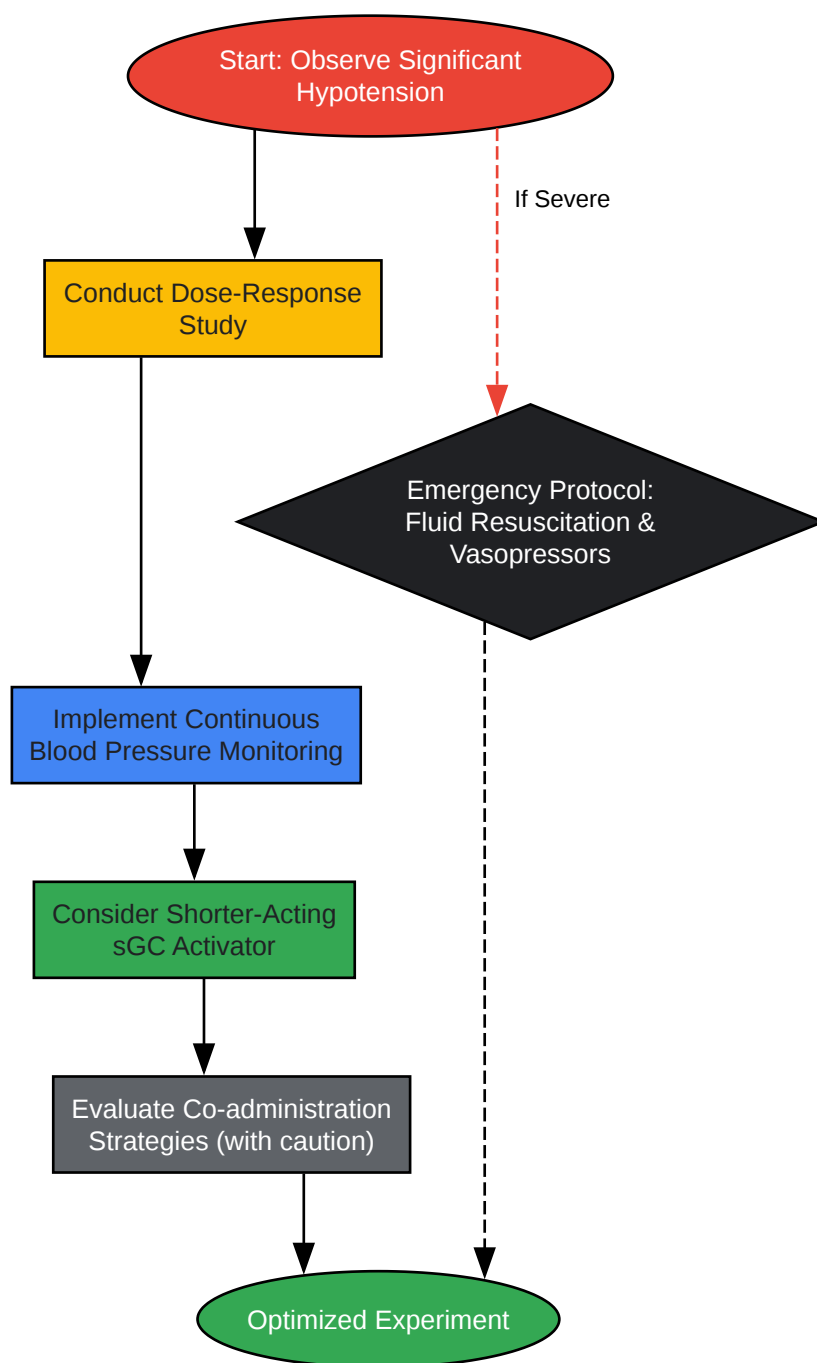 Start: Observe Significant
Hypotension
If Severe
Conduct Dose-Response
Study
Emergency Protocol:
Fluid Resuscitation &
Vasopressors
Implement Continuous
Blood Pressure Monitoring
Consider Shorter-Acting
sGC Activator
Evaluate Co-administration
Strategies (with caution)
Optimized Experiment